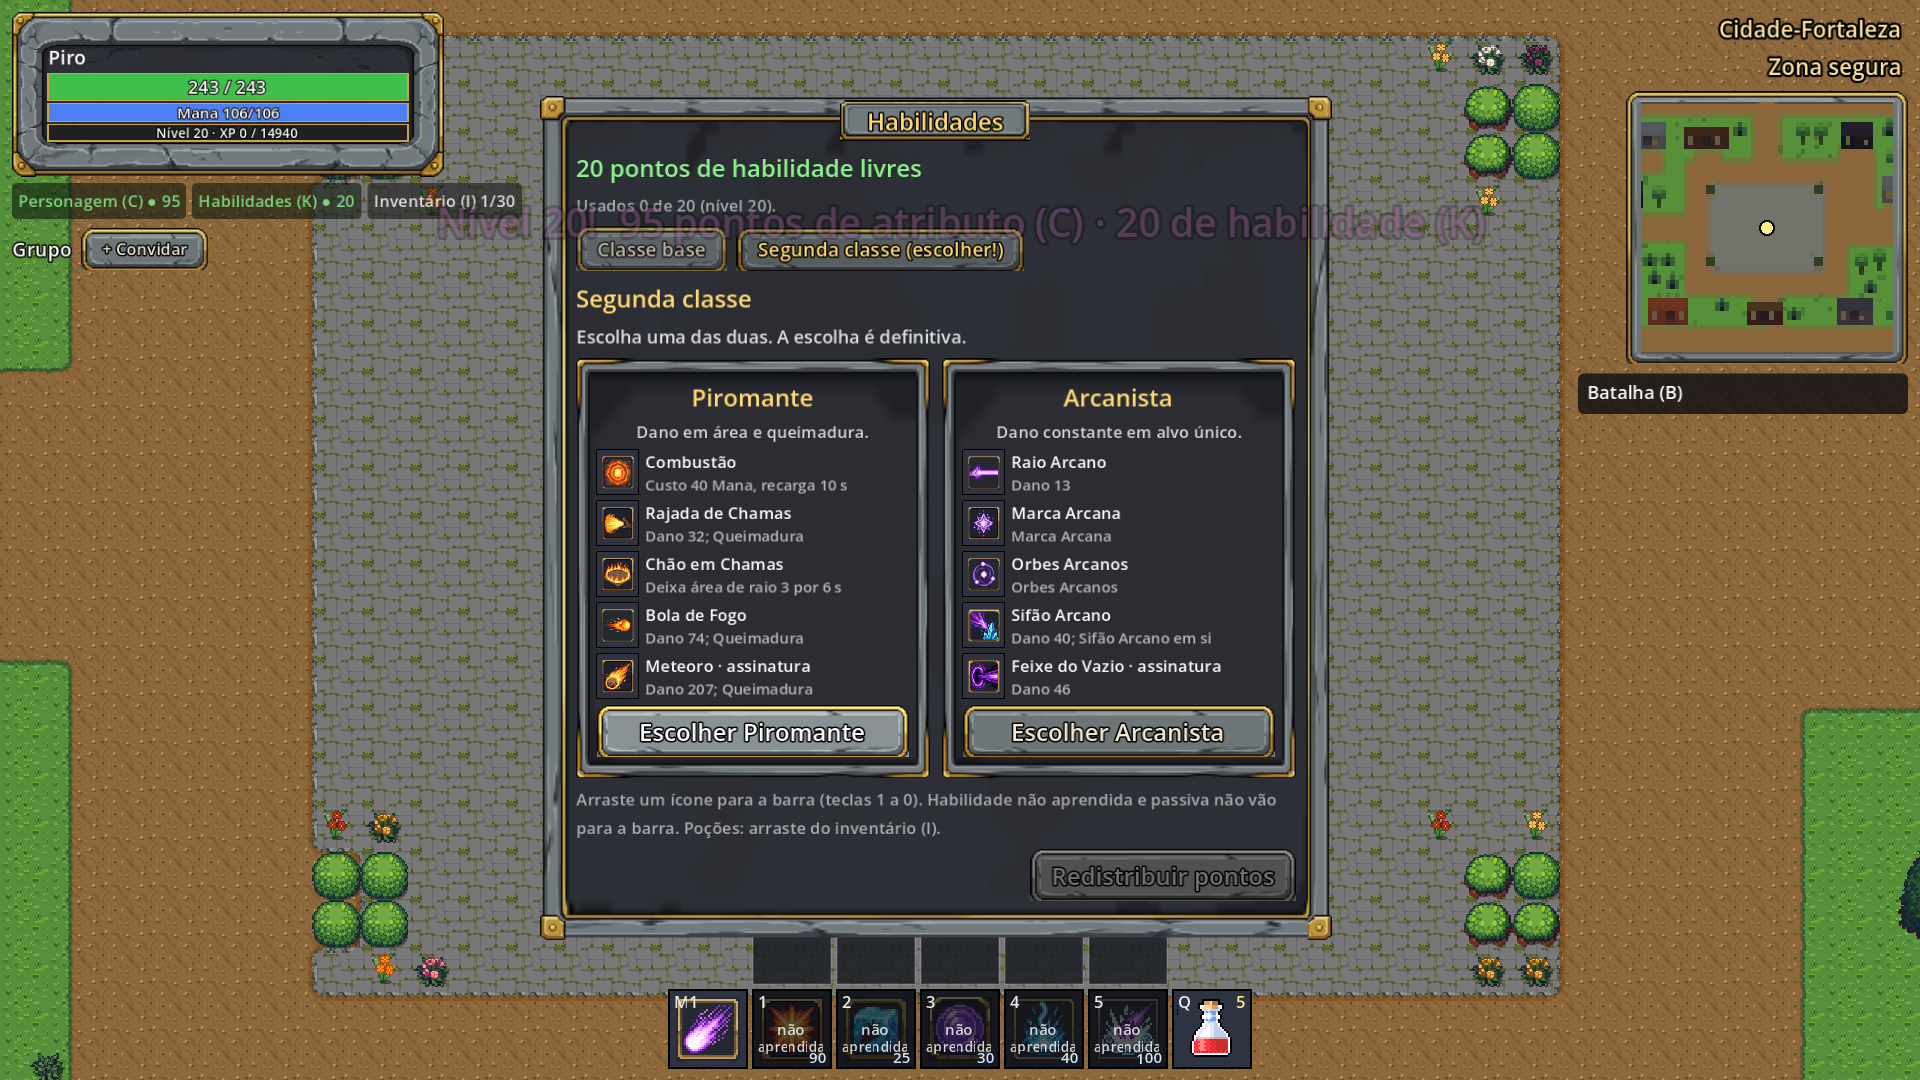 Piro
243 / 243
Mana 106/106
Nível 20 · XP 0 / 14940
Personagem (C) ● 95
Habilidades (K) ● 20
Inventário (I) 1/30
Grupo
+ Convidar
Cidade-Fortaleza
Zona segura
Batalha (B)
Habilidades
20 pontos de habilidade livres
Usados 0 de 20 (nível 20).
Nível 20! 95 pontos de atributo (C) · 20 de habilidade (K)
Classe base
Segunda classe (escolher!)
Segunda classe
Escolha uma das duas. A escolha é definitiva.
Piromante
Dano em área e queimadura.
Combustão
Custo 40 Mana, recarga 10 s
Rajada de Chamas
Dano 32; Queimadura
Chão em Chamas
Deixa área de raio 3 por 6 s
Bola de Fogo
Dano 74; Queimadura
Meteoro · assinatura
Dano 207; Queimadura
Escolher Piromante
Arcanista
Dano constante em alvo único.
Raio Arcano
Dano 13
Marca Arcana
Marca Arcana
Orbes Arcanos
Orbes Arcanos
Sifão Arcano
Dano 40; Sifão Arcano em si
Feixe do Vazio · assinatura
Dano 46
Escolher Arcanista
Arraste um ícone para a barra (teclas 1 a 0). Habilidade não aprendida e passiva não vão
para a barra. Poções: arraste do inventário (I).
Redistribuir pontos
M1
1
não
aprendida
90
2
não
aprendida
25
3
não
aprendida
30
4
não
aprendida
40
5
não
aprendida
100
Q
5